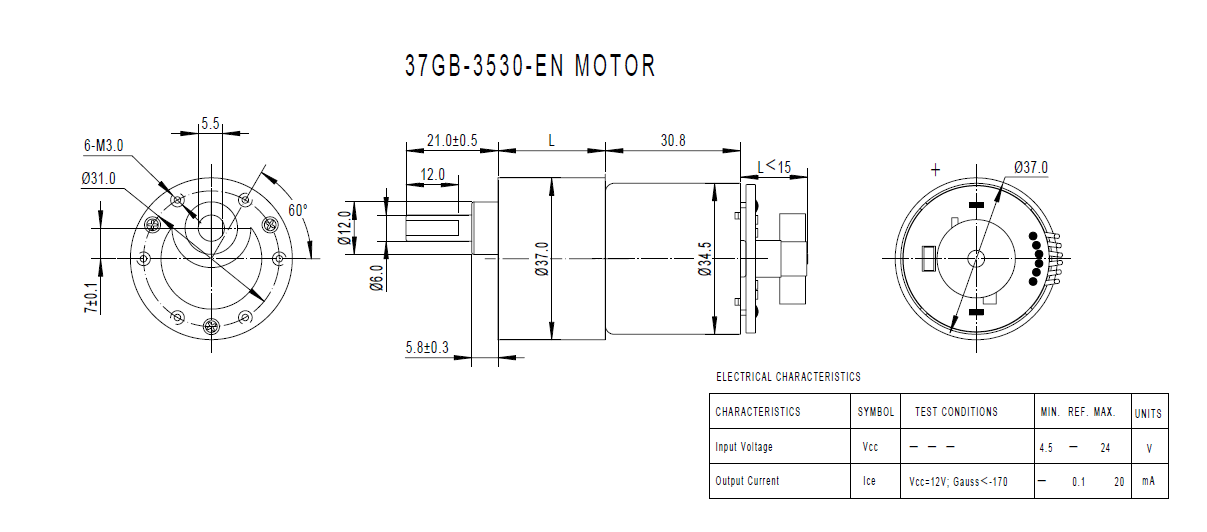 37GB-3530-EN MOTOR
5.5
6-M3.0
Ø31.0
60°
7±0.1
21.0±0.5
L
30.8
12.0
L<15
Ø12.0
Ø6.0
Ø37.0
Ø34.5
5.8±0.3
+
Ø37.0
ELECTRICAL CHARACTERISTICS
CHARACTERISTICS SYMBOL TEST CONDITIONS MIN. REF. MAX. UNITS
Input Voltage Vcc — — — 4.5 — 24 V
Output Current Ice Vcc=12V; Gauss<-170 — 0.1 20 mA